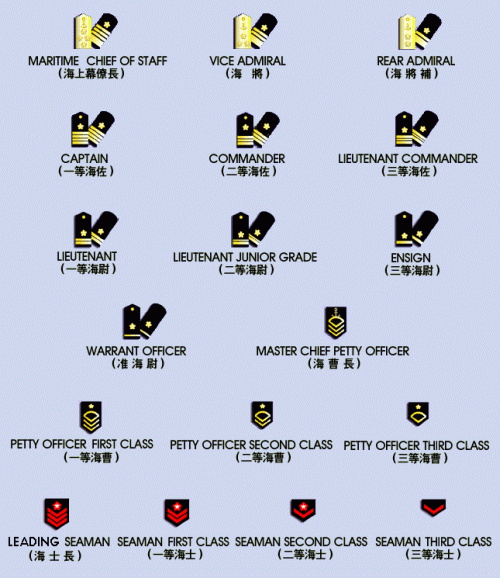 MARITIME CHIEF OF STAFF VICE ADMIRAL REAR ADMIRAL
(海上幕僚長) (海 將) (海 將 補)
CAPTAIN COMMANDER LIEUTENANT COMMANDER
(一等海佐) (二等海佐) (三等海佐)
LIEUTENANT LIEUTENANT JUNIOR GRADE ENSIGN
(一等海尉) (二等海尉) (三等海尉)
WARRANT OFFICER MASTER CHIEF PETTY OFFICER
(准 海 尉) (海 曹 長)
PETTY OFFICER FIRST CLASS PETTY OFFICER SECOND CLASS PETTY OFFICER THIRD CLASS
(一等海曹) (二等海曹) (三等海曹)
LEADING SEAMAN SEAMAN FIRST CLASS SEAMAN SECOND CLASS SEAMAN THIRD CLASS
(海 士 長) (一等海士) (二等海士) (三等海士)